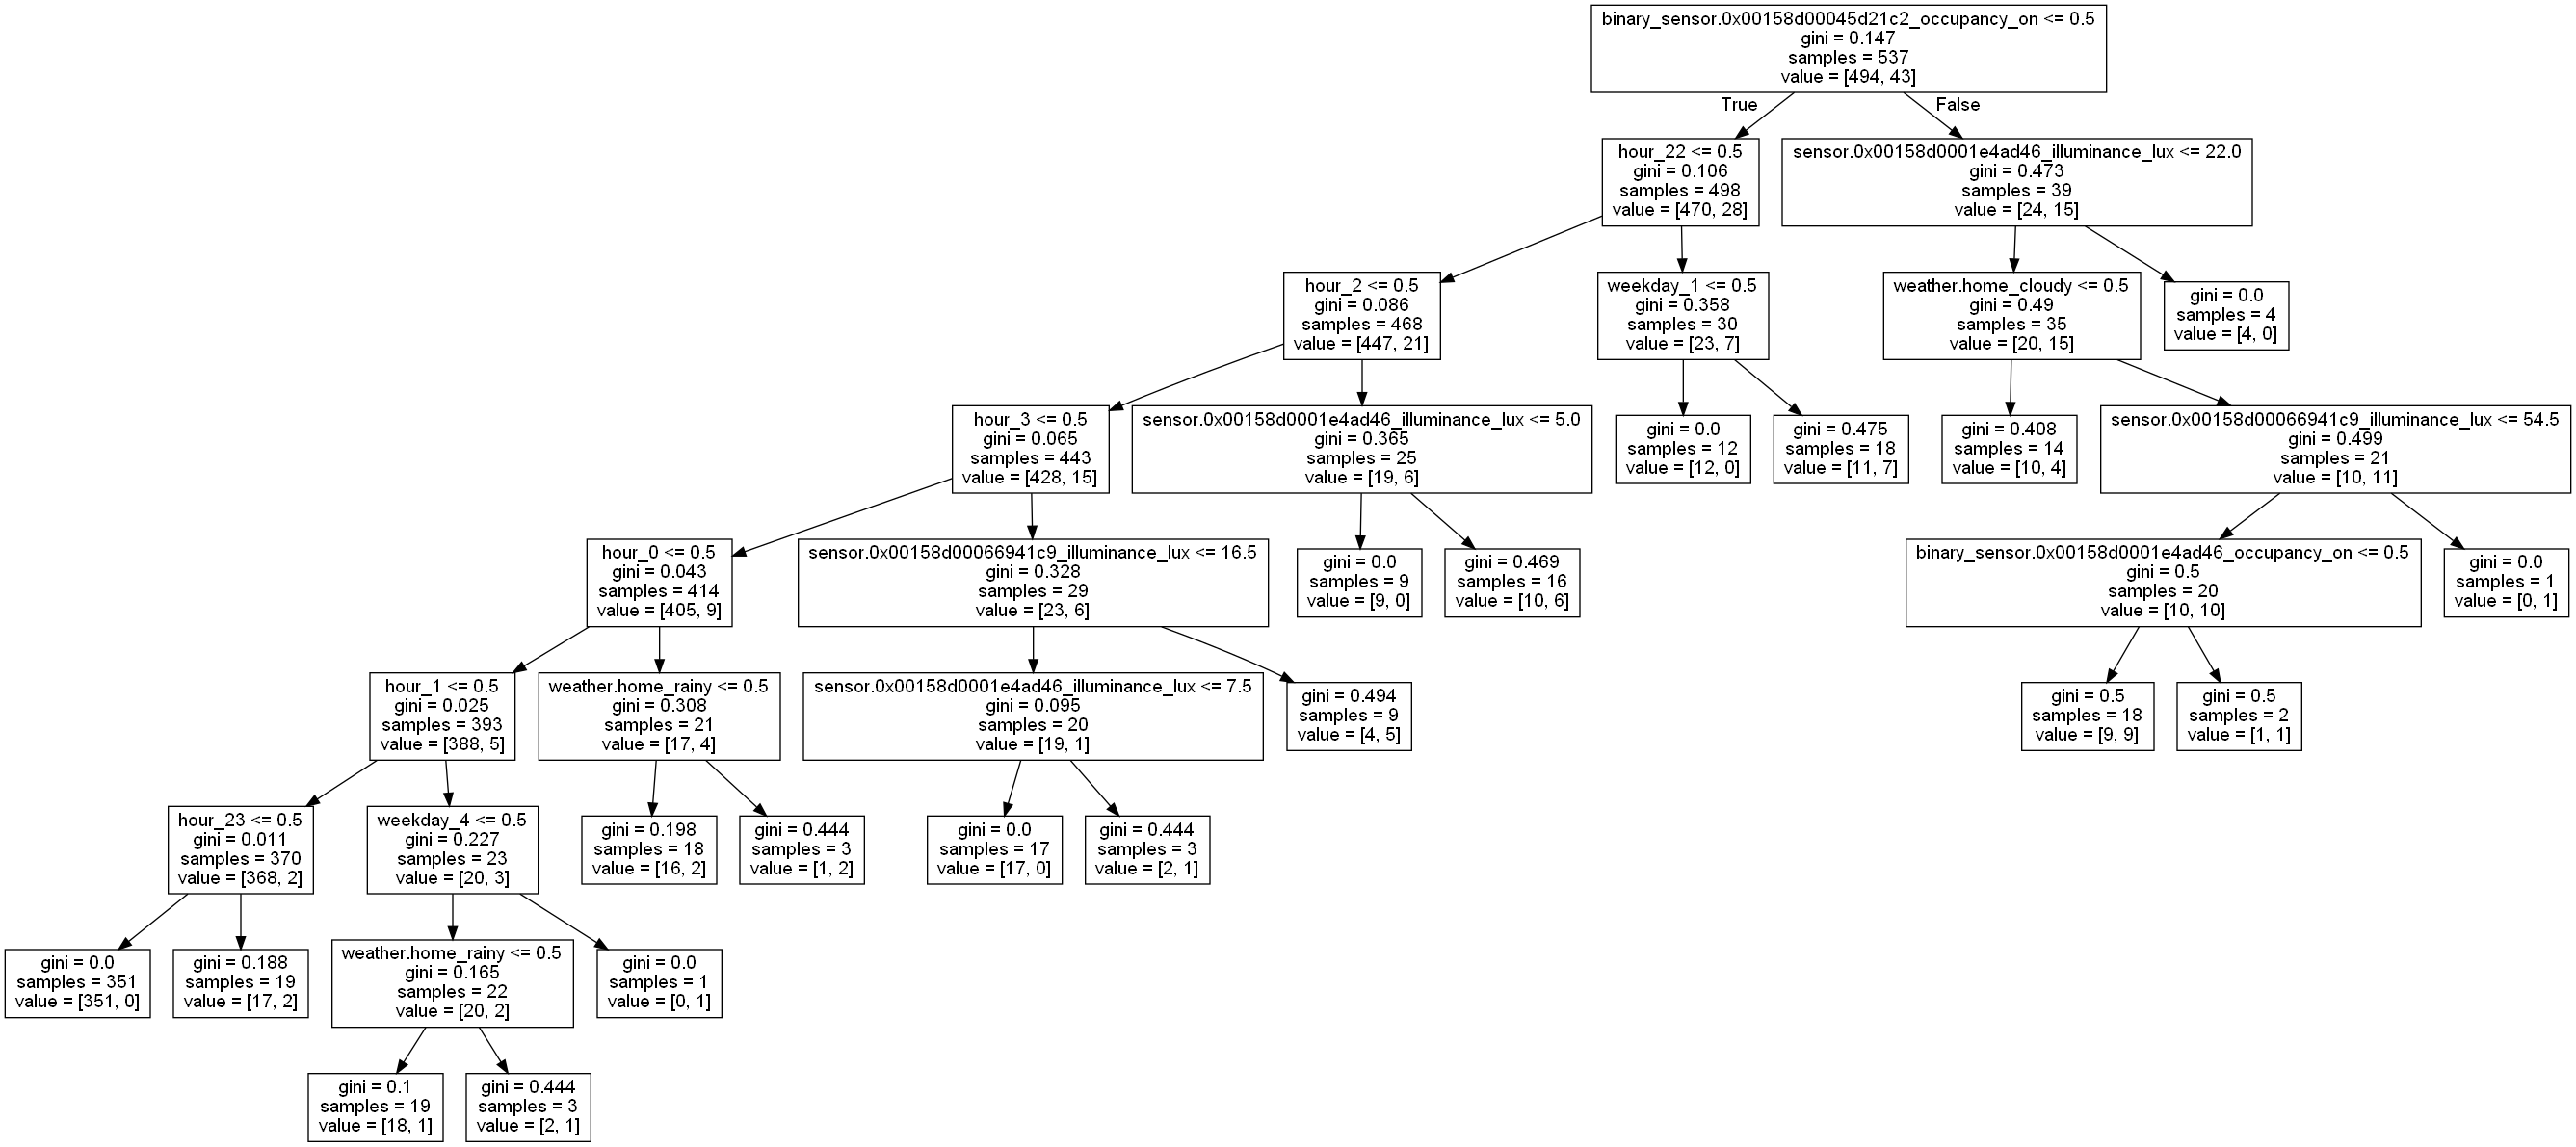 binary_sensor.0x00158d00045d21c2_occupancy_on <= 0.5
gini = 0.147
samples = 537
value = [494, 43]
True
False
hour_22 <= 0.5
gini = 0.106
samples = 498
value = [470, 28]
sensor.0x00158d0001e4ad46_illuminance_lux <= 22.0
gini = 0.473
samples = 39
value = [24, 15]
hour_2 <= 0.5
gini = 0.086
samples = 468
value = [447, 21]
weekday_1 <= 0.5
gini = 0.358
samples = 30
value = [23, 7]
weather.home_cloudy <= 0.5
gini = 0.49
samples = 35
value = [20, 15]
gini = 0.0
samples = 4
value = [4, 0]
hour_3 <= 0.5
gini = 0.065
samples = 443
value = [428, 15]
sensor.0x00158d0001e4ad46_illuminance_lux <= 5.0
gini = 0.365
samples = 25
value = [19, 6]
gini = 0.0
samples = 12
value = [12, 0]
gini = 0.475
samples = 18
value = [11, 7]
gini = 0.408
samples = 14
value = [10, 4]
sensor.0x00158d00066941c9_illuminance_lux <= 54.5
gini = 0.499
samples = 21
value = [10, 11]
hour_0 <= 0.5
gini = 0.043
samples = 414
value = [405, 9]
sensor.0x00158d00066941c9_illuminance_lux <= 16.5
gini = 0.328
samples = 29
value = [23, 6]
gini = 0.0
samples = 9
value = [9, 0]
gini = 0.469
samples = 16
value = [10, 6]
binary_sensor.0x00158d0001e4ad46_occupancy_on <= 0.5
gini = 0.5
samples = 20
value = [10, 10]
gini = 0.0
samples = 1
value = [0, 1]
hour_1 <= 0.5
gini = 0.025
samples = 393
value = [388, 5]
weather.home_rainy <= 0.5
gini = 0.308
samples = 21
value = [17, 4]
sensor.0x00158d0001e4ad46_illuminance_lux <= 7.5
gini = 0.095
samples = 20
value = [19, 1]
gini = 0.494
samples = 9
value = [4, 5]
gini = 0.5
samples = 18
value = [9, 9]
gini = 0.5
samples = 2
value = [1, 1]
hour_23 <= 0.5
gini = 0.011
samples = 370
value = [368, 2]
weekday_4 <= 0.5
gini = 0.227
samples = 23
value = [20, 3]
gini = 0.198
samples = 18
value = [16, 2]
gini = 0.444
samples = 3
value = [1, 2]
gini = 0.0
samples = 17
value = [17, 0]
gini = 0.444
samples = 3
value = [2, 1]
gini = 0.0
samples = 351
value = [351, 0]
gini = 0.188
samples = 19
value = [17, 2]
weather.home_rainy <= 0.5
gini = 0.165
samples = 22
value = [20, 2]
gini = 0.0
samples = 1
value = [0, 1]
gini = 0.1
samples = 19
value = [18, 1]
gini = 0.444
samples = 3
value = [2, 1]